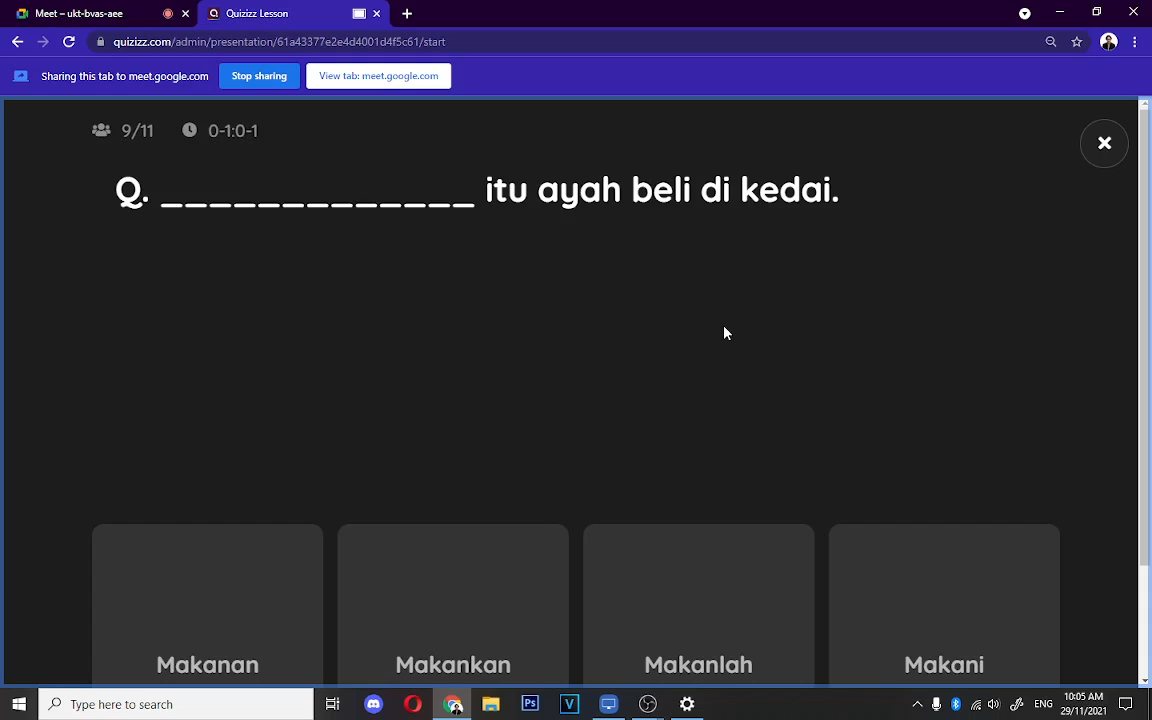 Meet – ukt-bvas-aee
Quizizz Lesson
quizizz.com/admin/presentation/61a43377e2e4d4001d4f5c61/start
Sharing this tab to meet.google.com
Stop sharing
View tab: meet.google.com
9/11
0-1:0-1
Q. _____________ itu ayah beli di kedai.
Makanan
Makankan
Makanlah
Makani
Type here to search
Ps
V
ENG
10:05 AM
29/11/2021